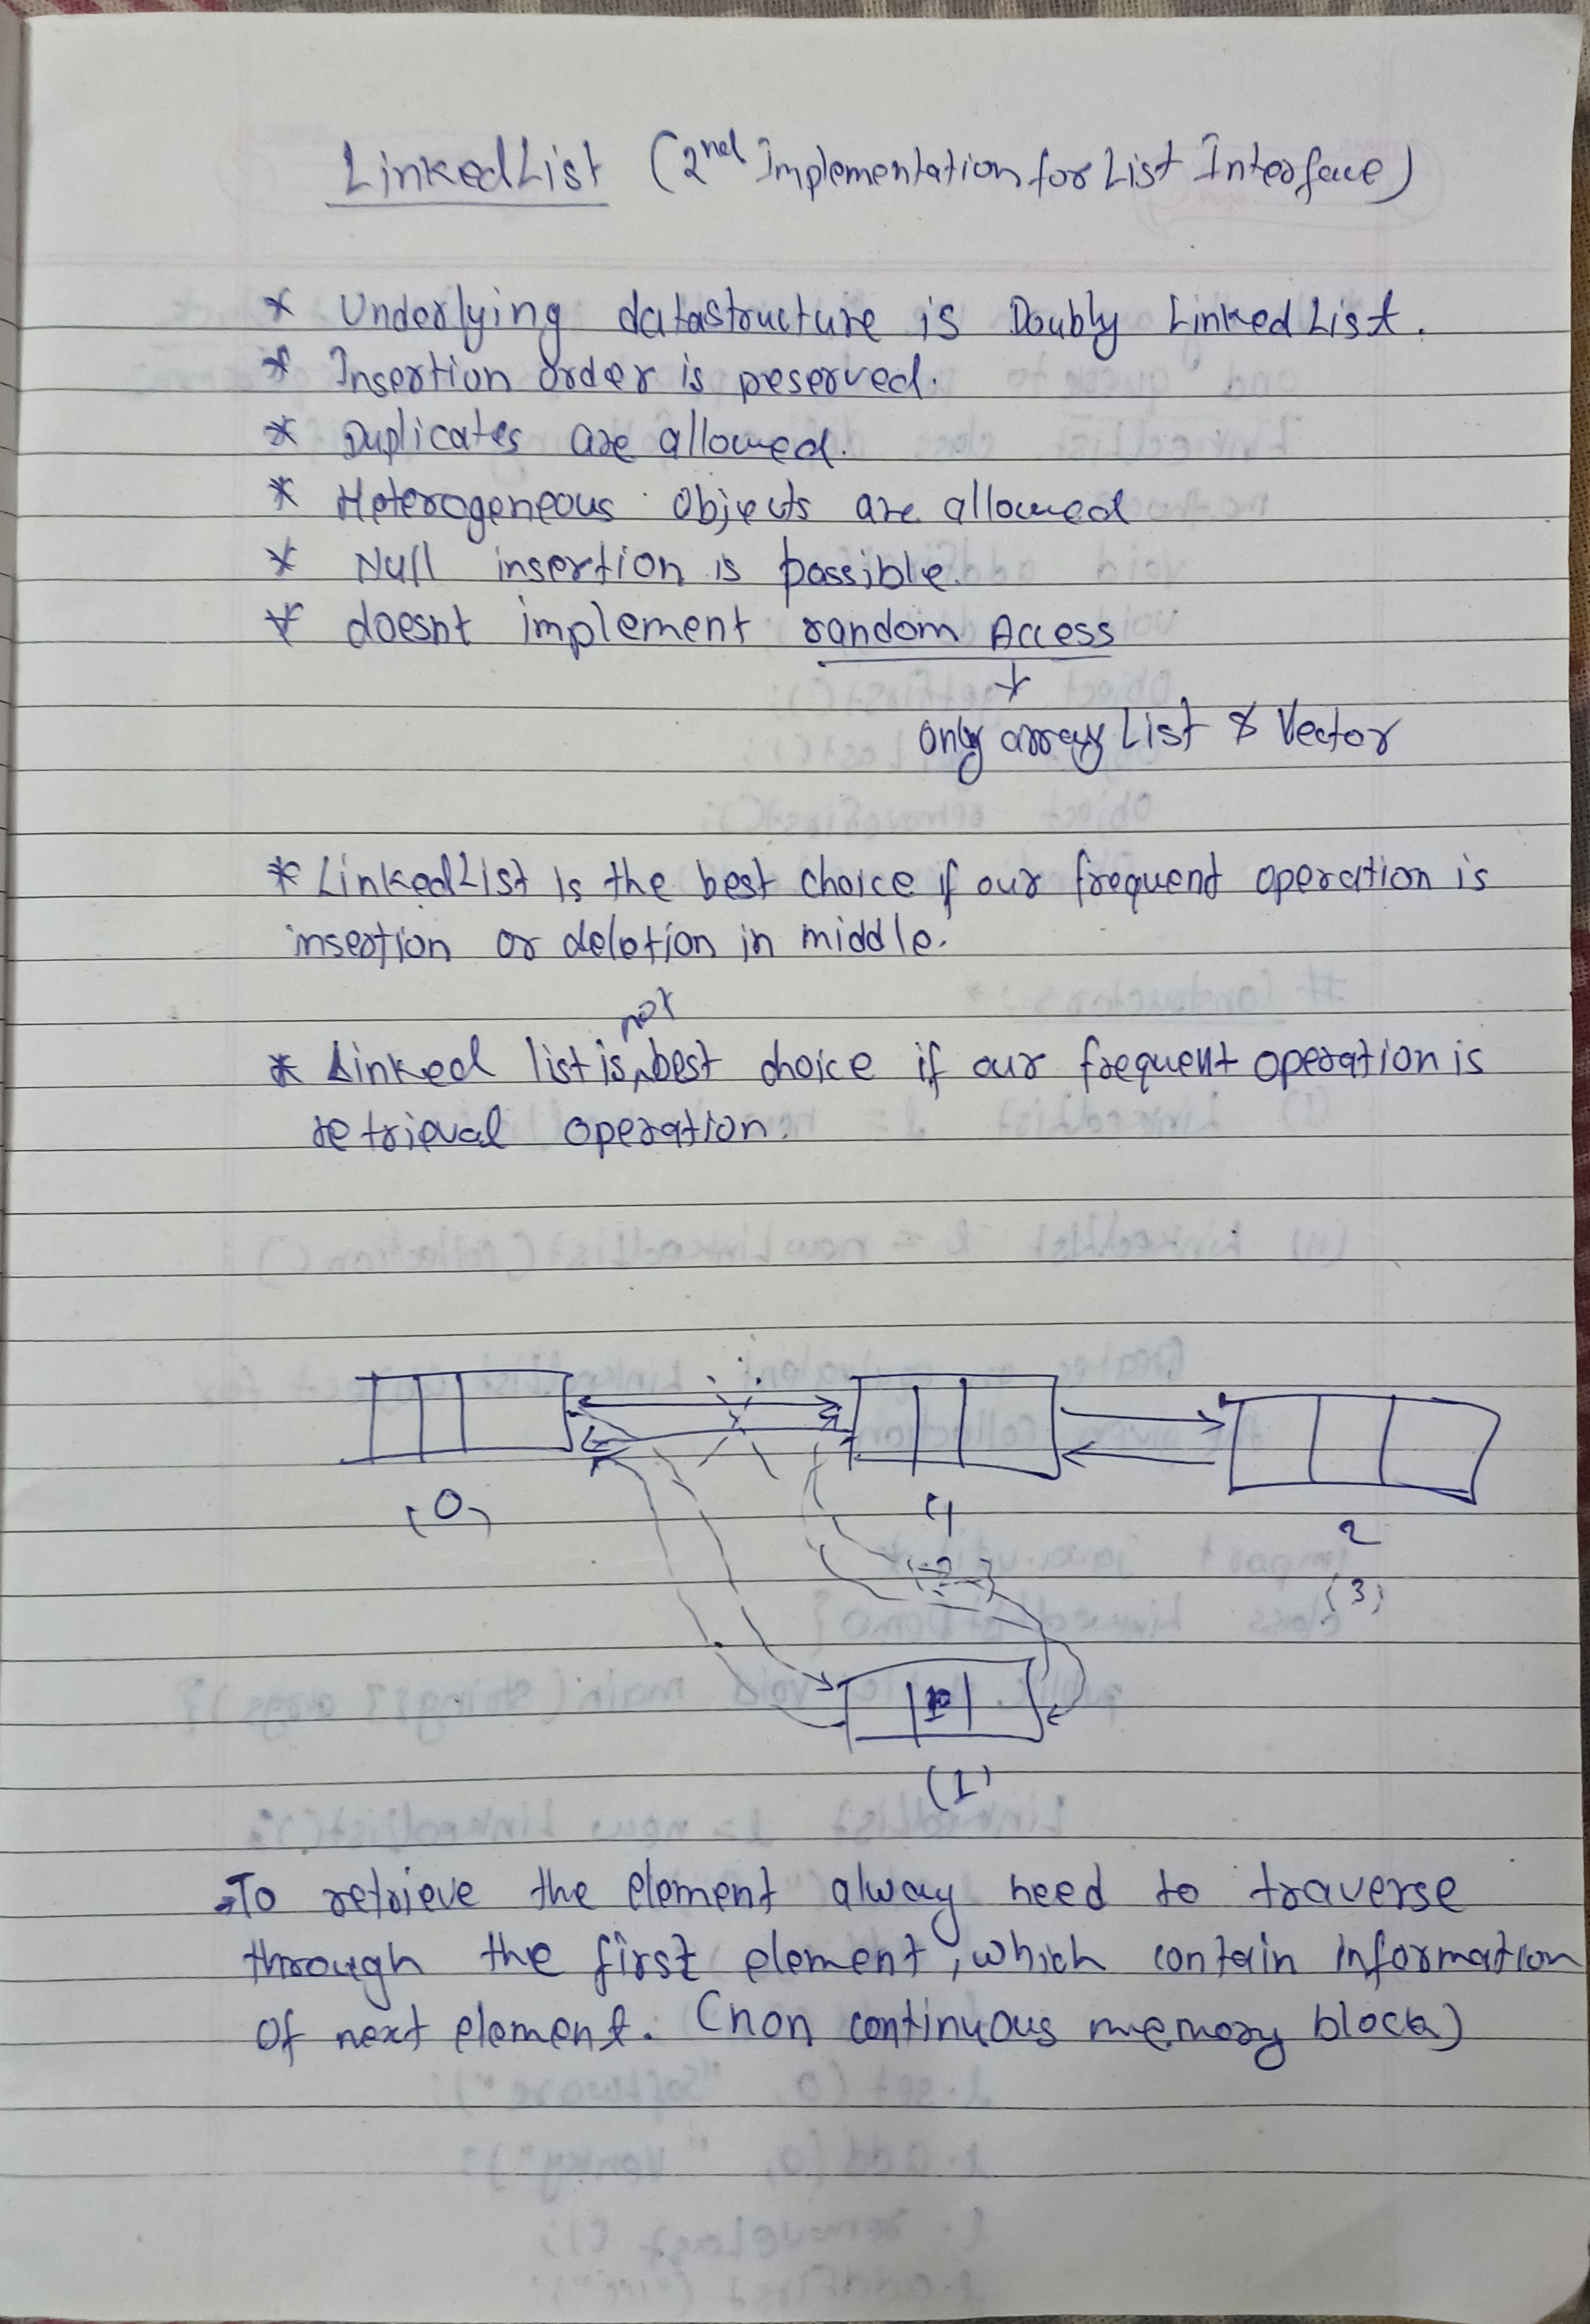 LinkedList (2nd Implementation for List Interface)
* Underlying datastructure is Doubly Linked List.
* Insertion order is preserved.
* Duplicates are allowed.
* Heterogeneous Objects are allowed
* Null insertion is possible.
* doesnt implement random Access
only array List & Vector
* LinkedList is the best choice if our frequent operation is
insertion or deletion in middle.
not
* Linked list is best choice if our frequent operation is
retrieval operation.
(0)
2
(3)
(1)
To retrieve the element alway need to traverse
through the first element, which contain information
of next element. (non continuous memory block)